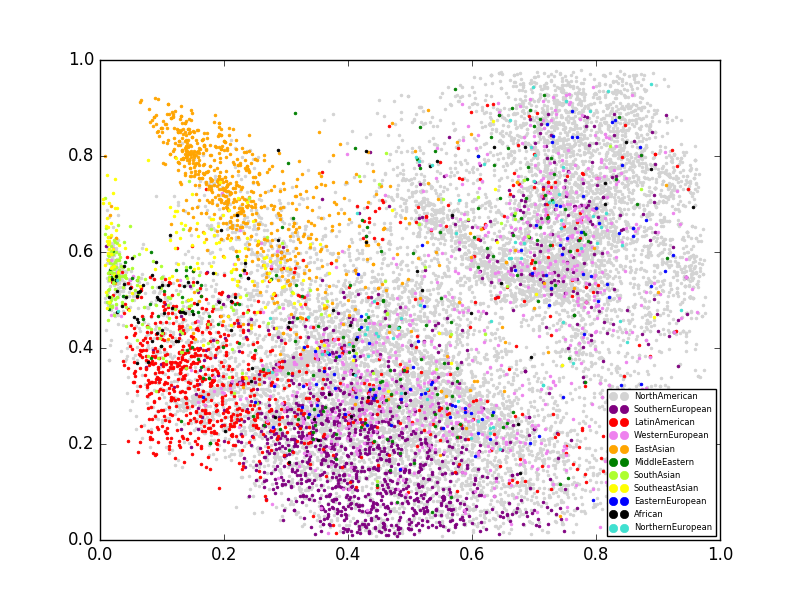 1.0
0.8
0.6
0.4
0.2
0.0
0.0 0.2 0.4 0.6 0.8 1.0
NorthAmerican
SouthernEuropean
LatinAmerican
WesternEuropean
EastAsian
MiddleEastern
SouthAsian
SoutheastAsian
EasternEuropean
African
NorthernEuropean